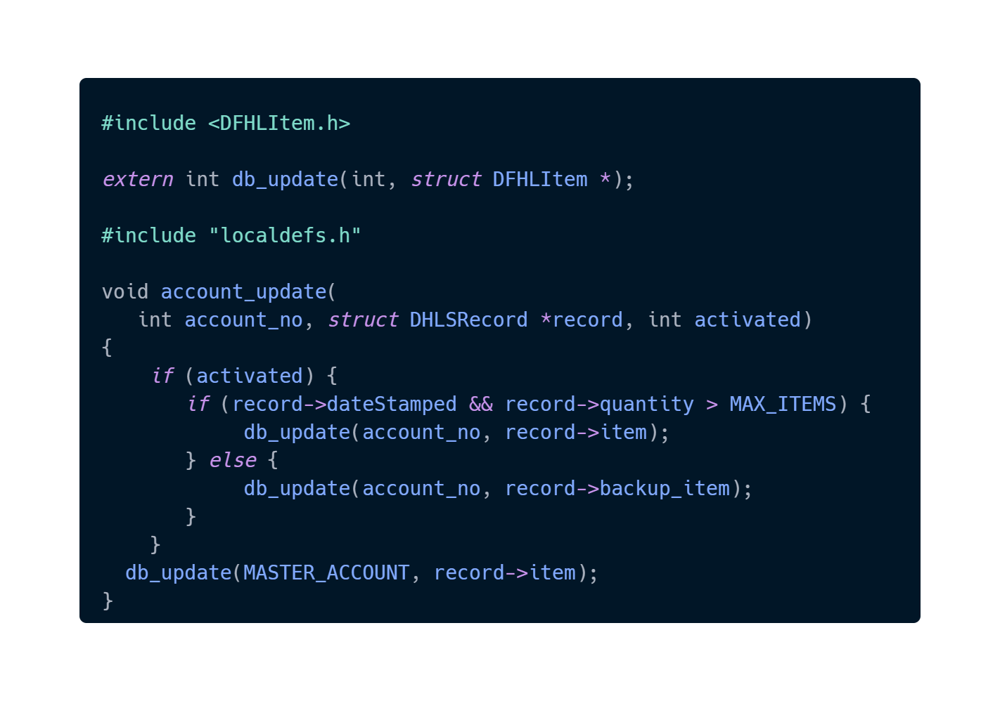 #include <DFHLItem.h>
extern int db_update(int, struct DFHLItem *);
#include "localdefs.h"
void account_update(
   int account_no, struct DHLSRecord *record, int activated)
{
    if (activated) {
       if (record->dateStamped && record->quantity > MAX_ITEMS) {
            db_update(account_no, record->item);
       } else {
            db_update(account_no, record->backup_item);
       }
    }
  db_update(MASTER_ACCOUNT, record->item);
}